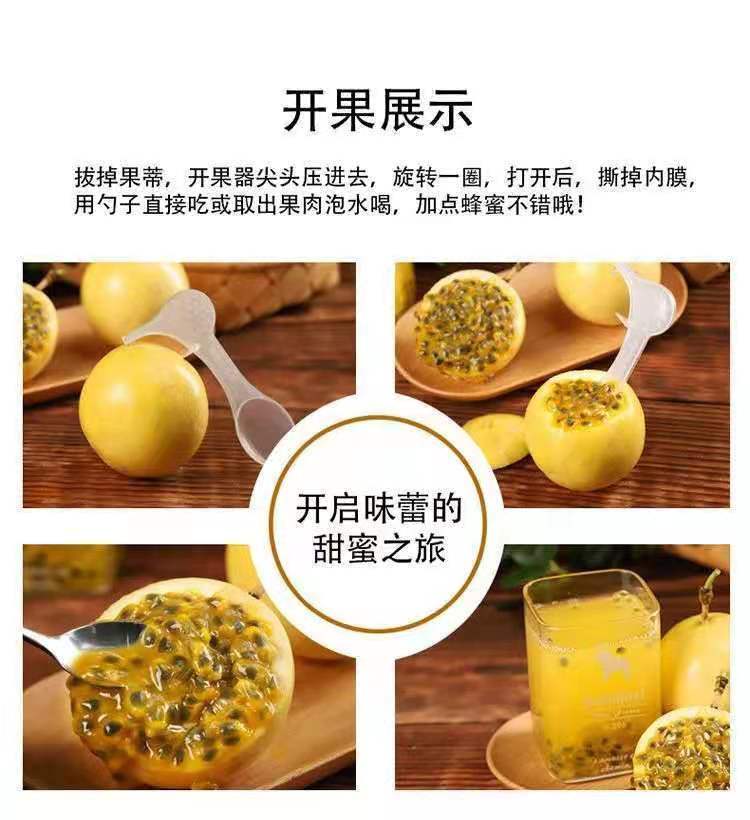 开果展示
拔掉果蒂，开果器尖头压进去，旋转一圈，打开后，撕掉内膜，
用勺子直接吃或取出果肉泡水喝，加点蜂蜜不错哦！
开启味蕾的
甜蜜之旅